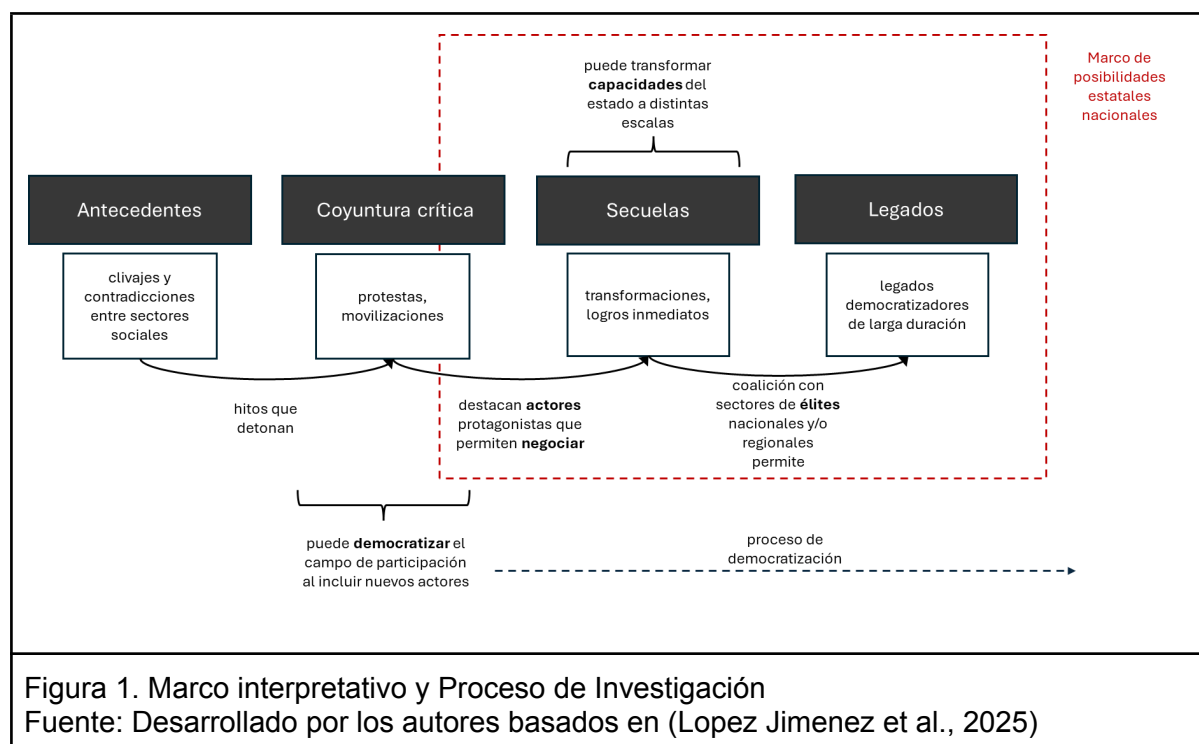 puede transformar
capacidades del
estado a distintas
escalas
Marco de
posibilidades
estatales
nacionales
Antecedentes
Coyuntura crítica
Secuelas
Legados
clivajes y
contradicciones
entre sectores
sociales
protestas,
movilizaciones
transformaciones,
logros inmediatos
legados
democratizadores
de larga duración
hitos que
detonan
destacan actores
protagonistas que
permiten negociar
coalición con
sectores de élites
nacionales y/o
regionales
permite
puede democratizar el
campo de participación
al incluir nuevos actores
proceso de
democratización
Figura 1. Marco interpretativo y Proceso de Investigación
Fuente: Desarrollado por los autores basados en (Lopez Jimenez et al., 2025)